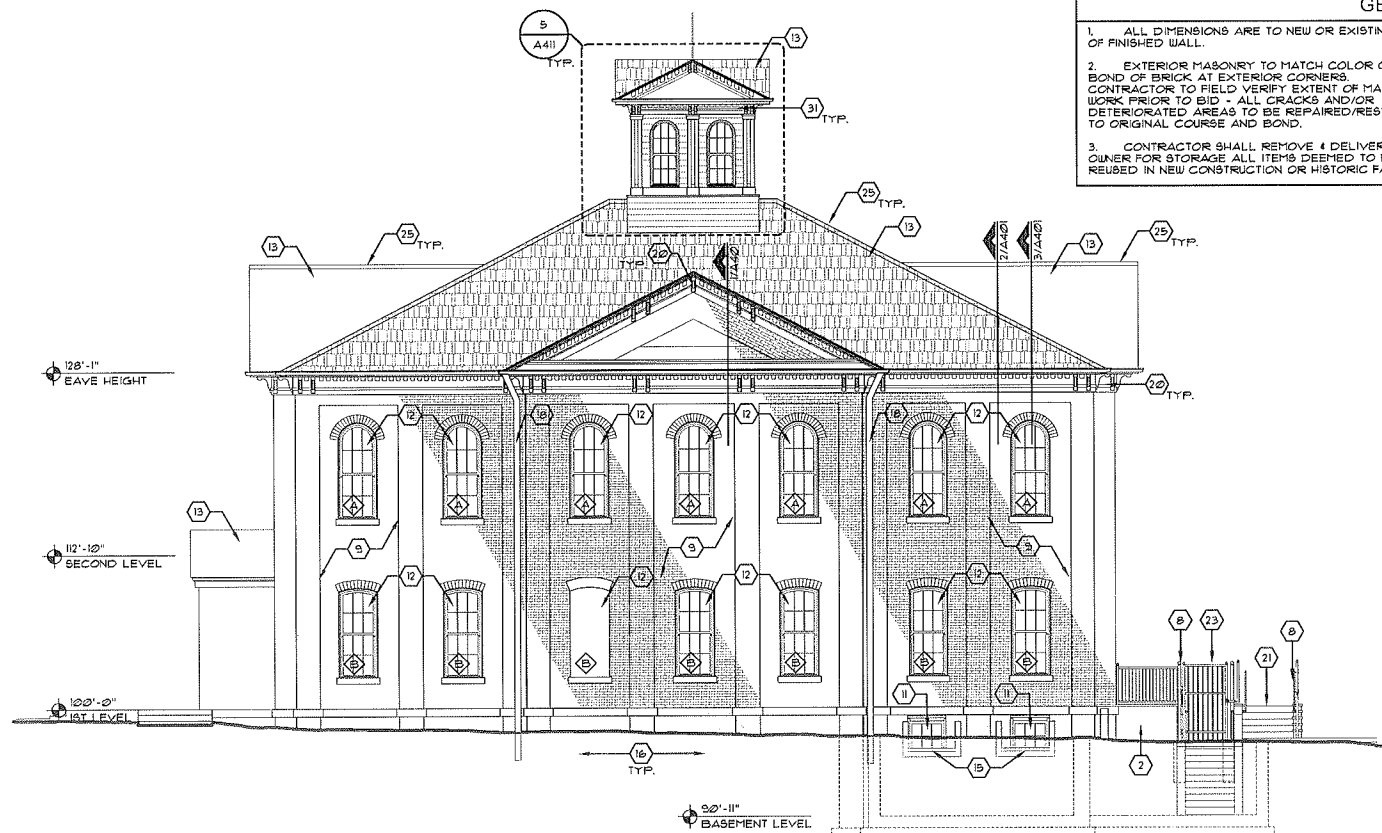 GE
1. ALL DIMENSIONS ARE TO NEW OR EXISTIN
OF FINISHED WALL.
2. EXTERIOR MASONRY TO MATCH COLOR
BOND OF BRICK AT EXTERIOR CORNERS.
CONTRACTOR TO FIELD VERIFY EXTENT OF MA
WORK PRIOR TO BID - ALL CRACKS AND/OR
DETERIORATED AREAS TO BE REPAIRED/REST
TO ORIGINAL COURSE AND BOND.
3. CONTRACTOR SHALL REMOVE & DELIVER
OWNER FOR STORAGE ALL ITEMS DEEMED TO
REUSED IN NEW CONSTRUCTION OR HISTORIC FA
5
A411
TYP.
13
31 TYP.
25 TYP.
13
13
25 TYP.
TYP. 20
1/A401
2/A401
3/A401
13
25 TYP.
128'-1"
EAVE HEIGHT
20 TYP.
12
18
12
12
18
12
A A A A A A A
13
112'-10"
SECOND LEVEL
9
9
9
12
12
12
12
B B B B B B B
8
23
8
21
100'-0"
1ST LEVEL
11
11
16
TYP.
15
2
90'-11"
BASEMENT LEVEL